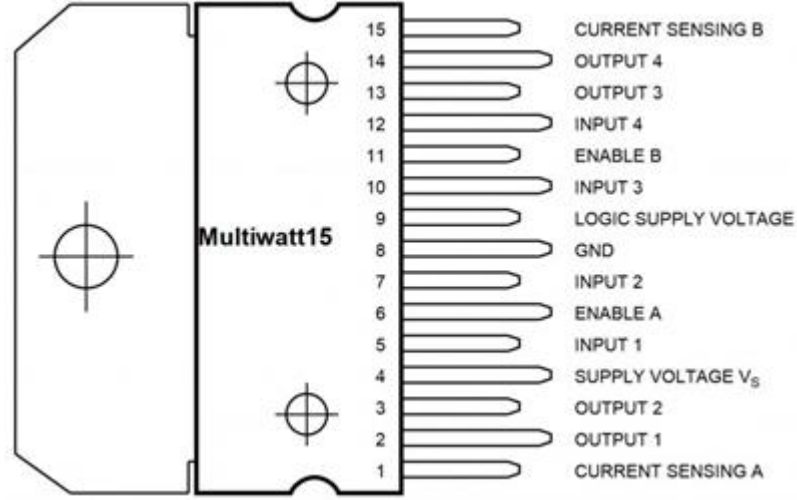 15 CURRENT SENSING B
14 OUTPUT 4
13 OUTPUT 3
12 INPUT 4
11 ENABLE B
10 INPUT 3
9 LOGIC SUPPLY VOLTAGE
Multiwatt15
8 GND
7 INPUT 2
6 ENABLE A
5 INPUT 1
4 SUPPLY VOLTAGE VS
3 OUTPUT 2
2 OUTPUT 1
1 CURRENT SENSING A